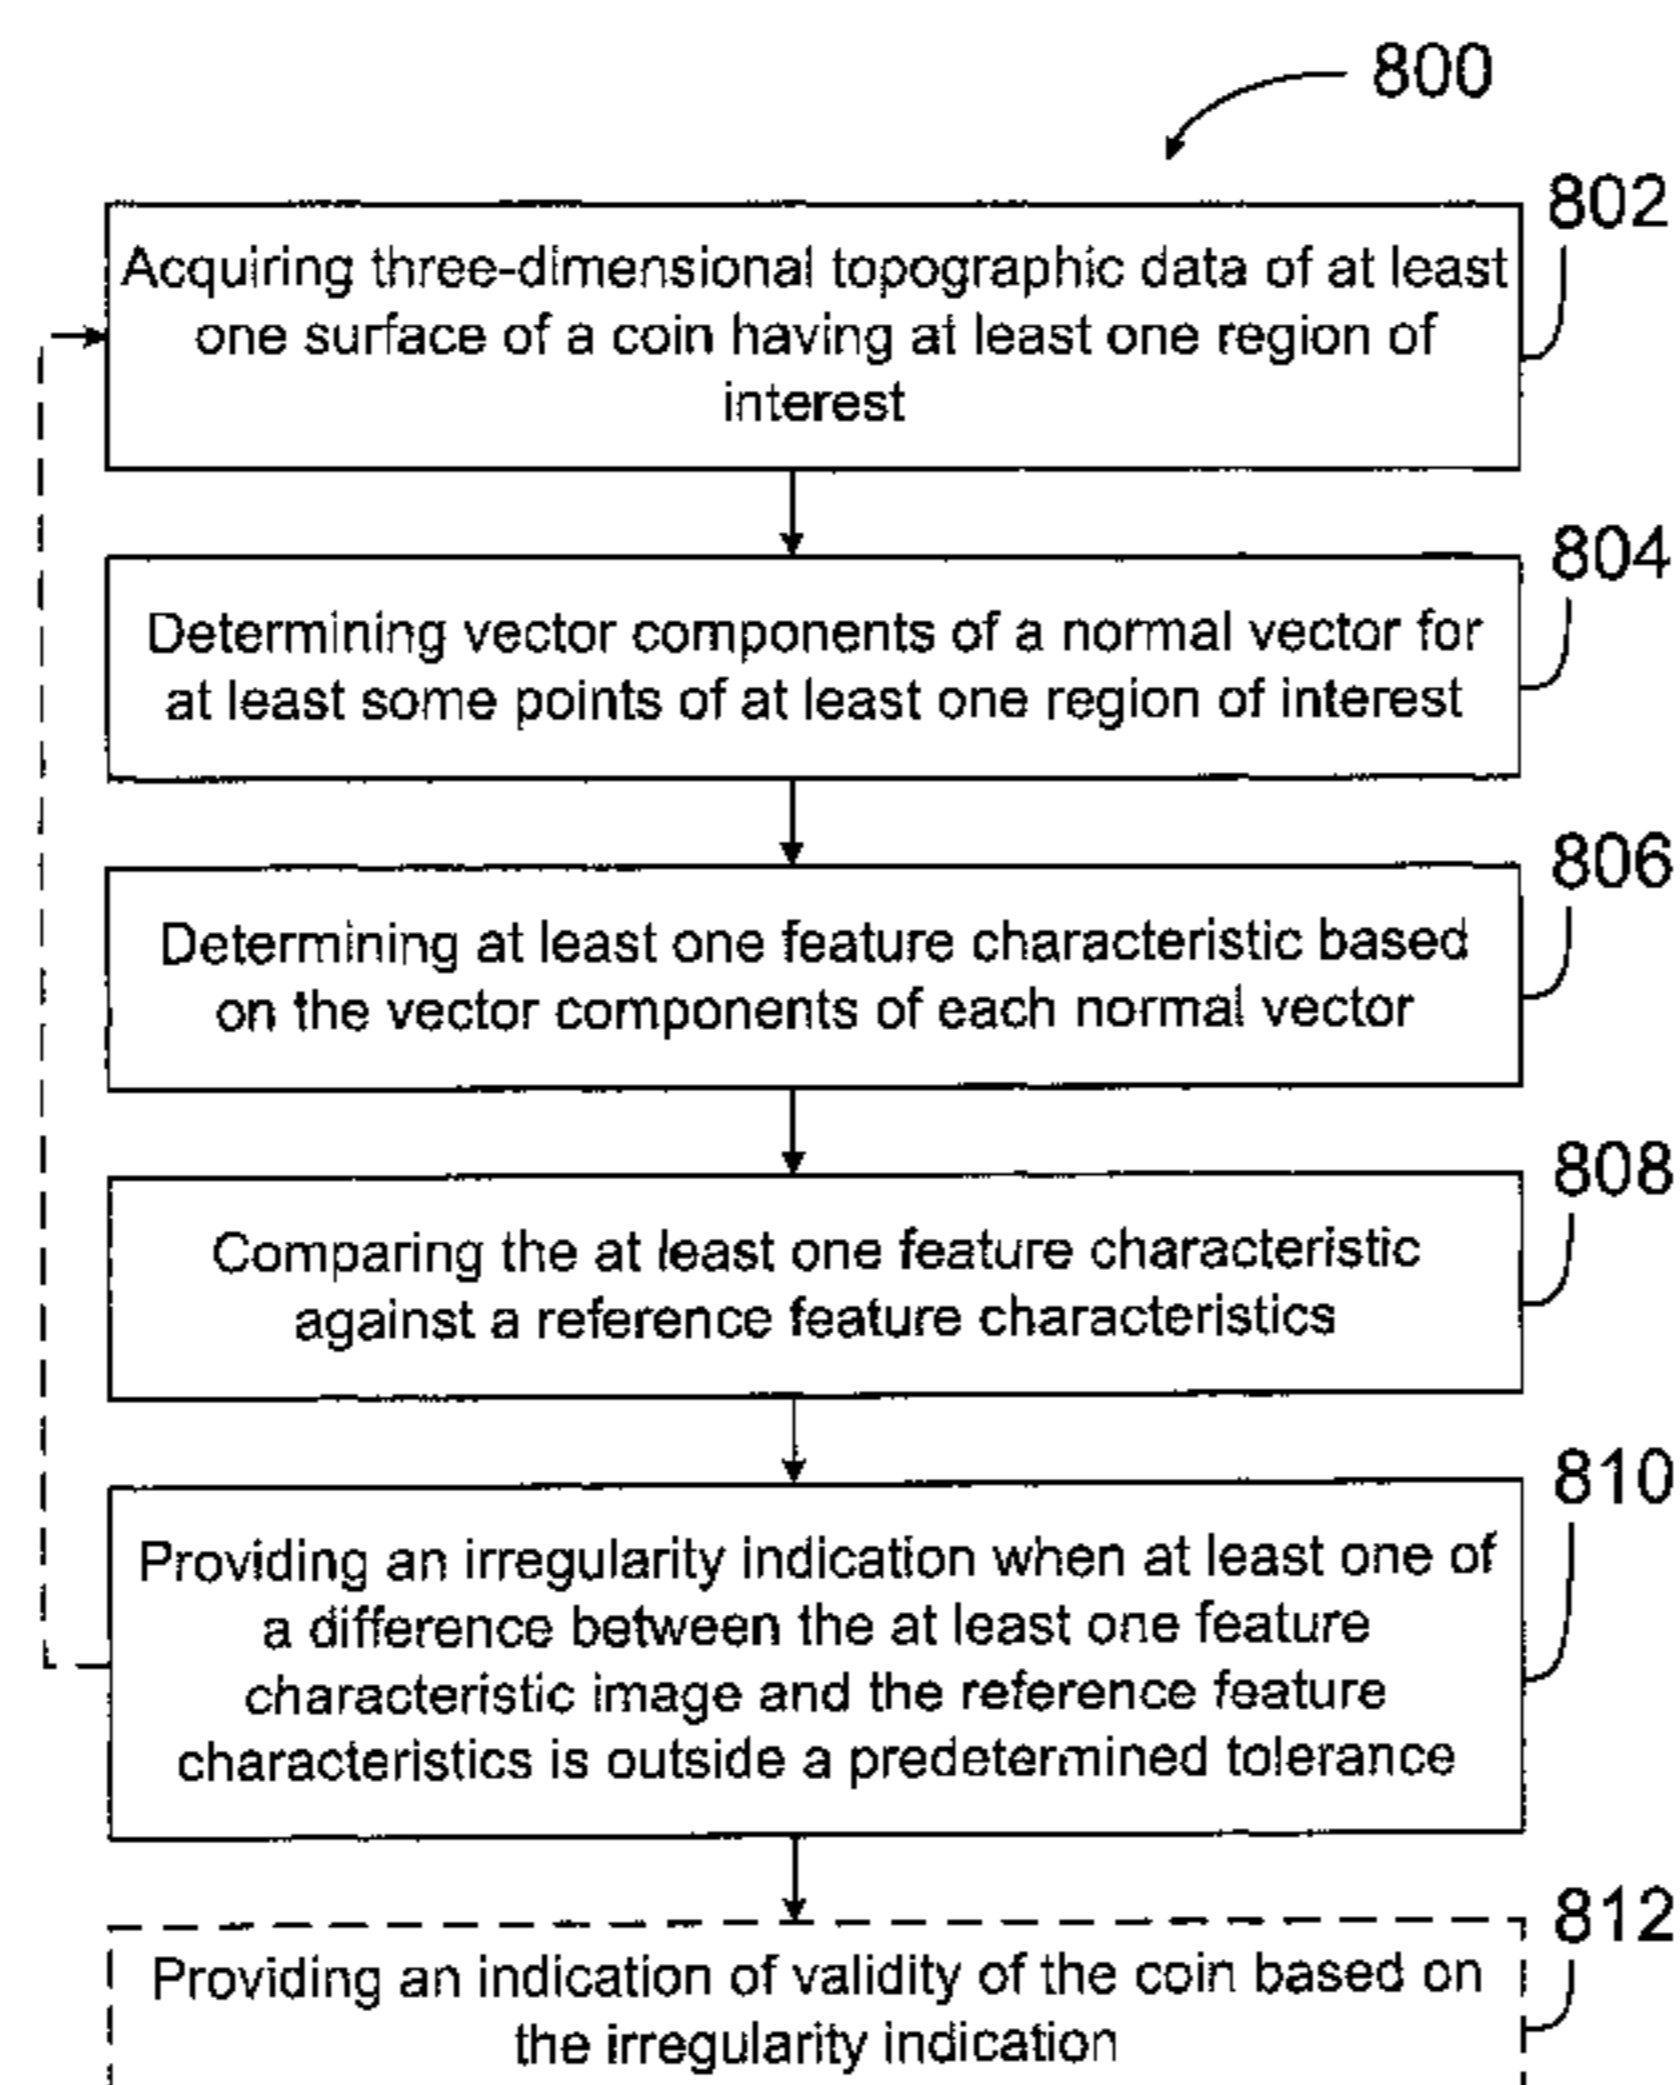 800
802
Acquiring three-dimensional topographic data of at least
one surface of a coin having at least one region of
interest
804
Determining vector components of a normal vector for
at least some points of at least one region of interest
806
Determining at least one feature characteristic based
on the vector components of each normal vector
808
Comparing the at least one feature characteristic
against a reference feature characteristics
810
Providing an irregularity indication when at least one of
a difference between the at least one feature
characteristic image and the reference feature
characteristics is outside a predetermined tolerance
812
Providing an indication of validity of the coin based on
the irregularity indication